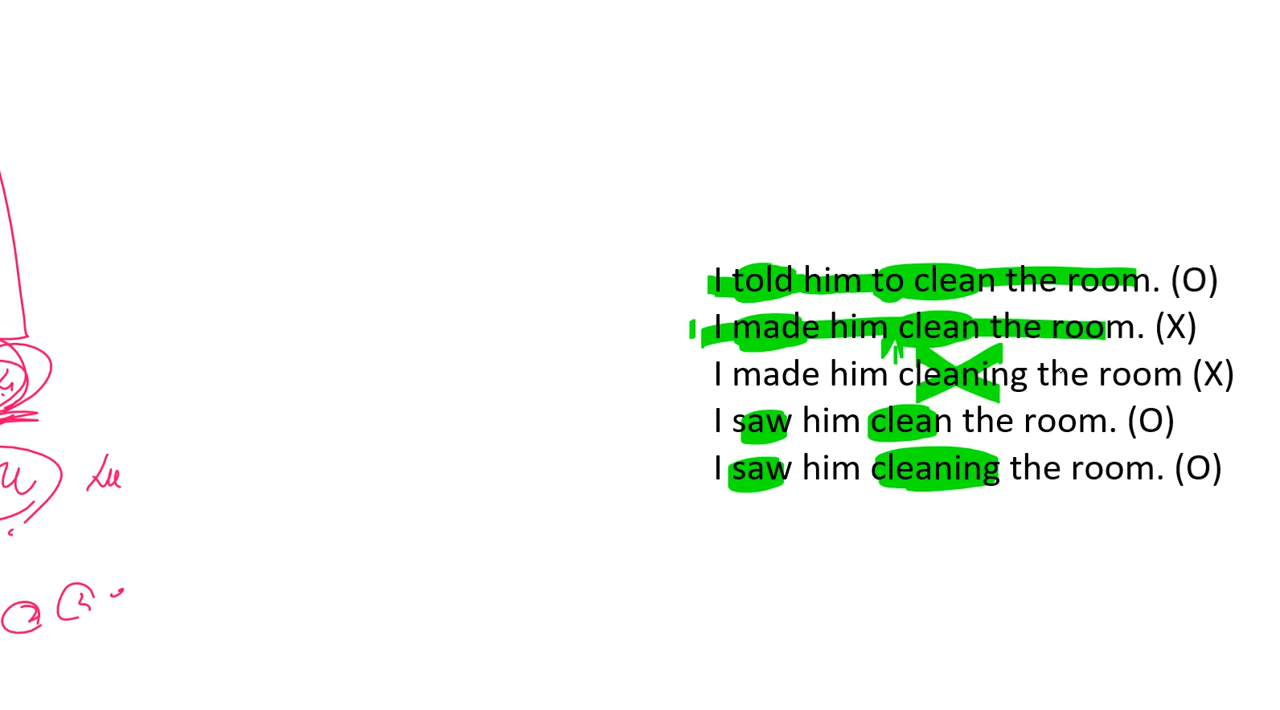 I told him to clean the room. (O)
I made him clean the room. (X)
I made him cleaning the room (X)
I saw him clean the room. (O)
I saw him cleaning the room. (O)